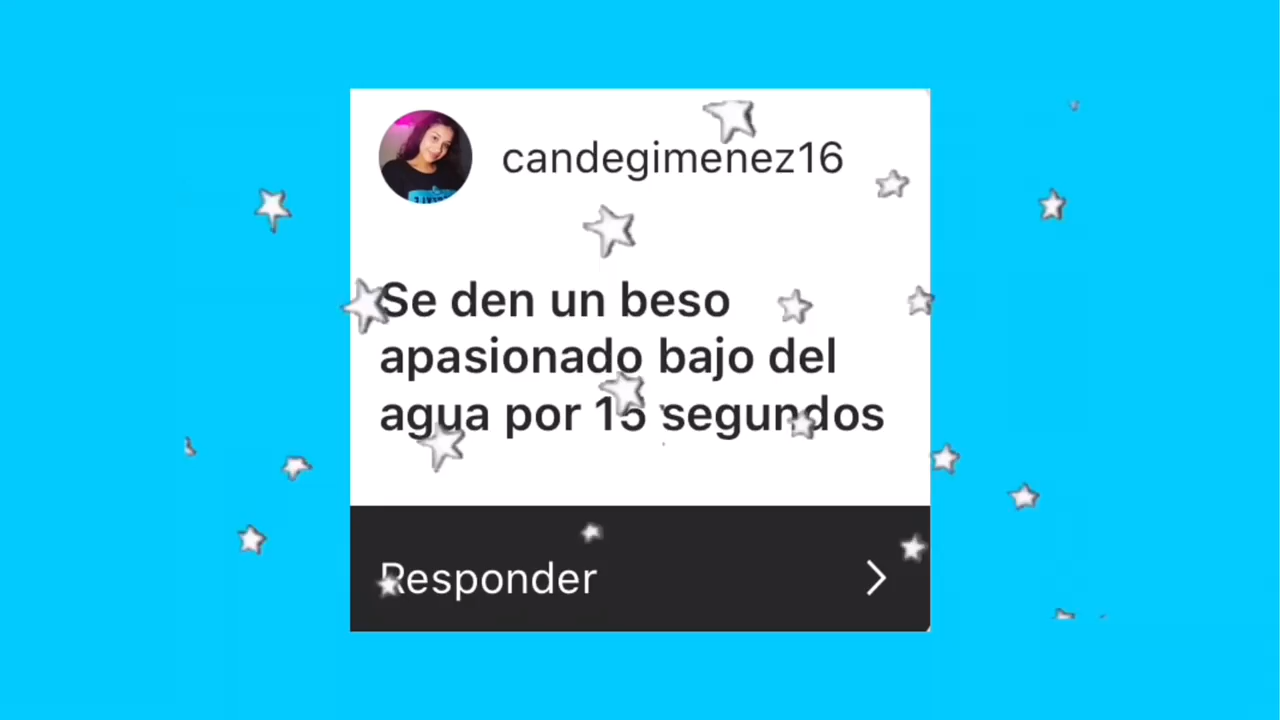 candegimenez16
Se den un beso
apasionado bajo del
agua por 15 segundos
Responder